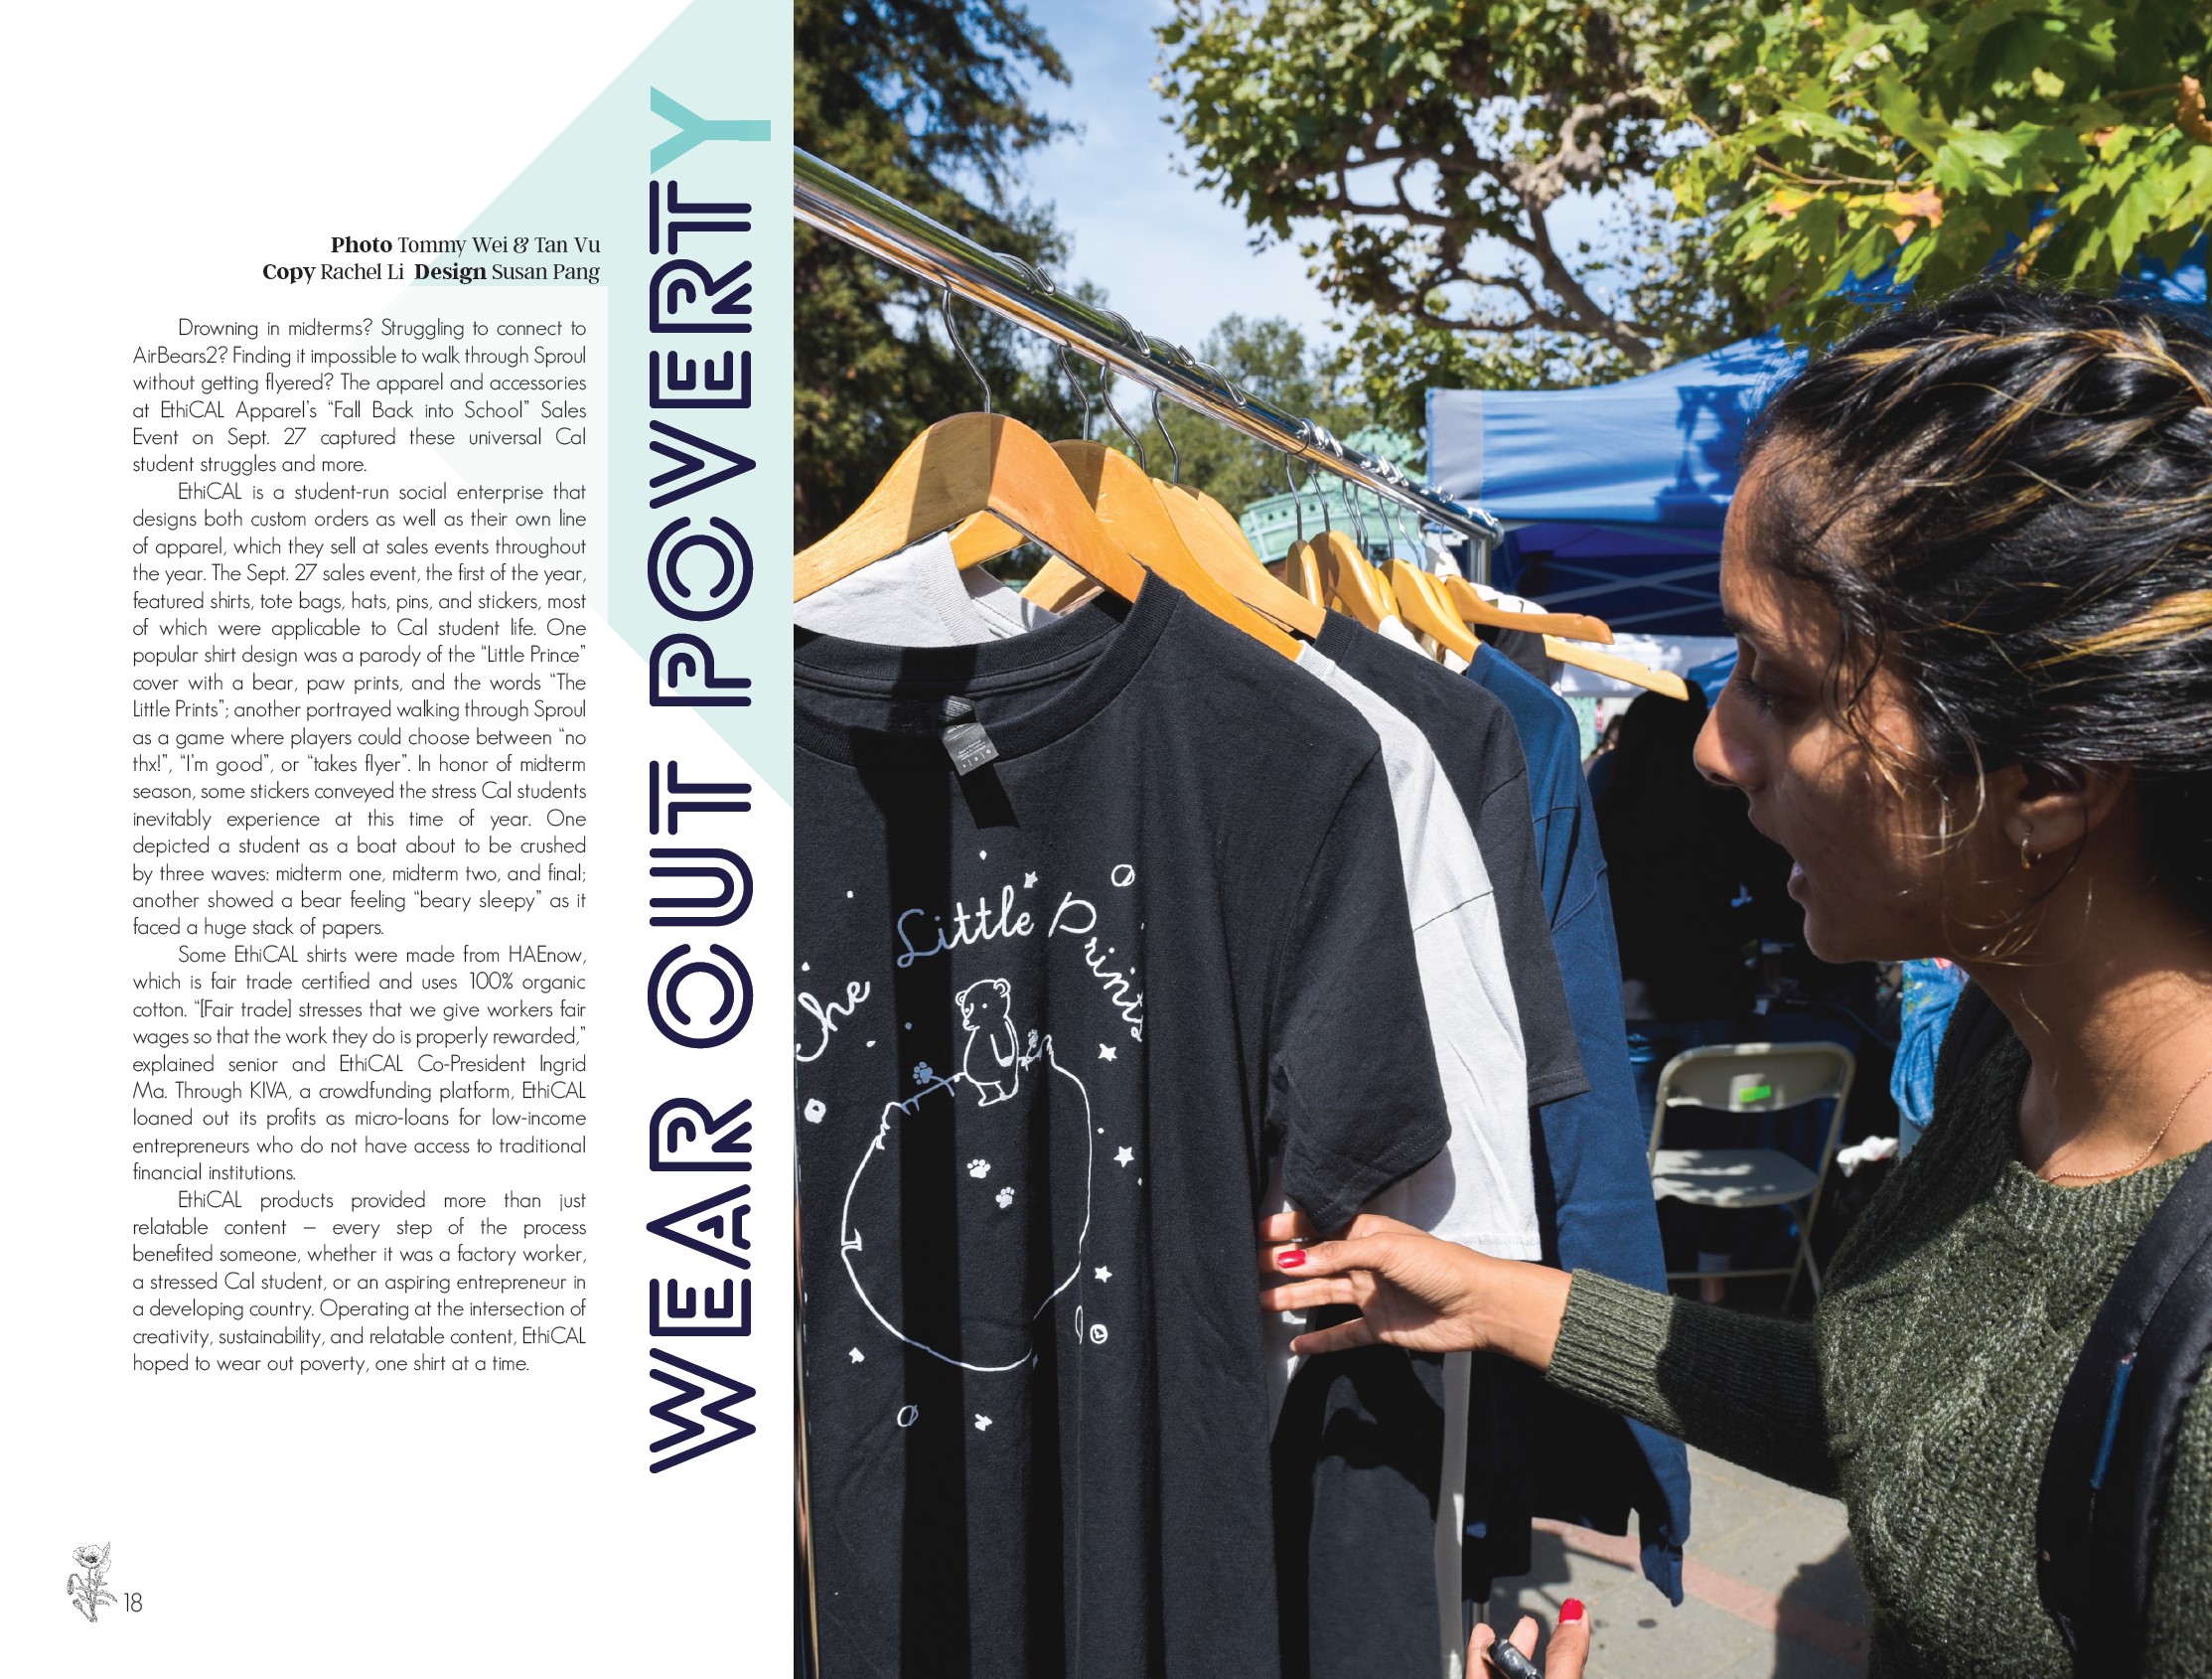 Photo Tommy Wei & Tan Vu
Copy Rachel Li Design Susan Pang
Drowning in midterms? Struggling to connect to
AirBears2? Finding it impossible to walk through Sproul
without getting flyered? The apparel and accessories
at EthiCAL Apparel's "Fall Back into School" Sales
Event on Sept. 27 captured these universal Cal
student struggles and more.
EthiCAL is a student-run social enterprise that
designs both custom orders as well as their own line
of apparel, which they sell at sales events throughout
the year. The Sept. 27 sales event, the first of the year,
featured shirts, tote bags, hats, pins, and stickers, most
of which were applicable to Cal student life. One
popular shirt design was a parody of the "Little Prince"
cover with a bear, paw prints, and the words "The
Little Prints"; another portrayed walking through Sproul
as a game where players could choose between "no
thx!", "I'm good", or "takes flyer". In honor of midterm
season, some stickers conveyed the stress Cal students
inevitably experience at this time of year. One
depicted a student as a boat about to be crushed
by three waves: midterm one, midterm two, and final;
another showed a bear feeling "beary sleepy" as it
faced a huge stack of papers.
Some EthiCAL shirts were made from HAEnow,
which is fair trade certified and uses 100% organic
cotton. "[Fair trade] stresses that we give workers fair
wages so that the work they do is properly rewarded,"
explained senior and EthiCAL Co-President Ingrid
Ma. Through KIVA, a crowdfunding platform, EthiCAL
loaned out its profits as micro-loans for low-income
entrepreneurs who do not have access to traditional
financial institutions.
EthiCAL products provided more than just
relatable content – every step of the process
benefited someone, whether it was a factory worker,
a stressed Cal student, or an aspiring entrepreneur in
a developing country. Operating at the intersection of
creativity, sustainability, and relatable content, EthiCAL
hoped to wear out poverty, one shirt at a time.
18
WEAR OUT POVERTY
The Little Prints